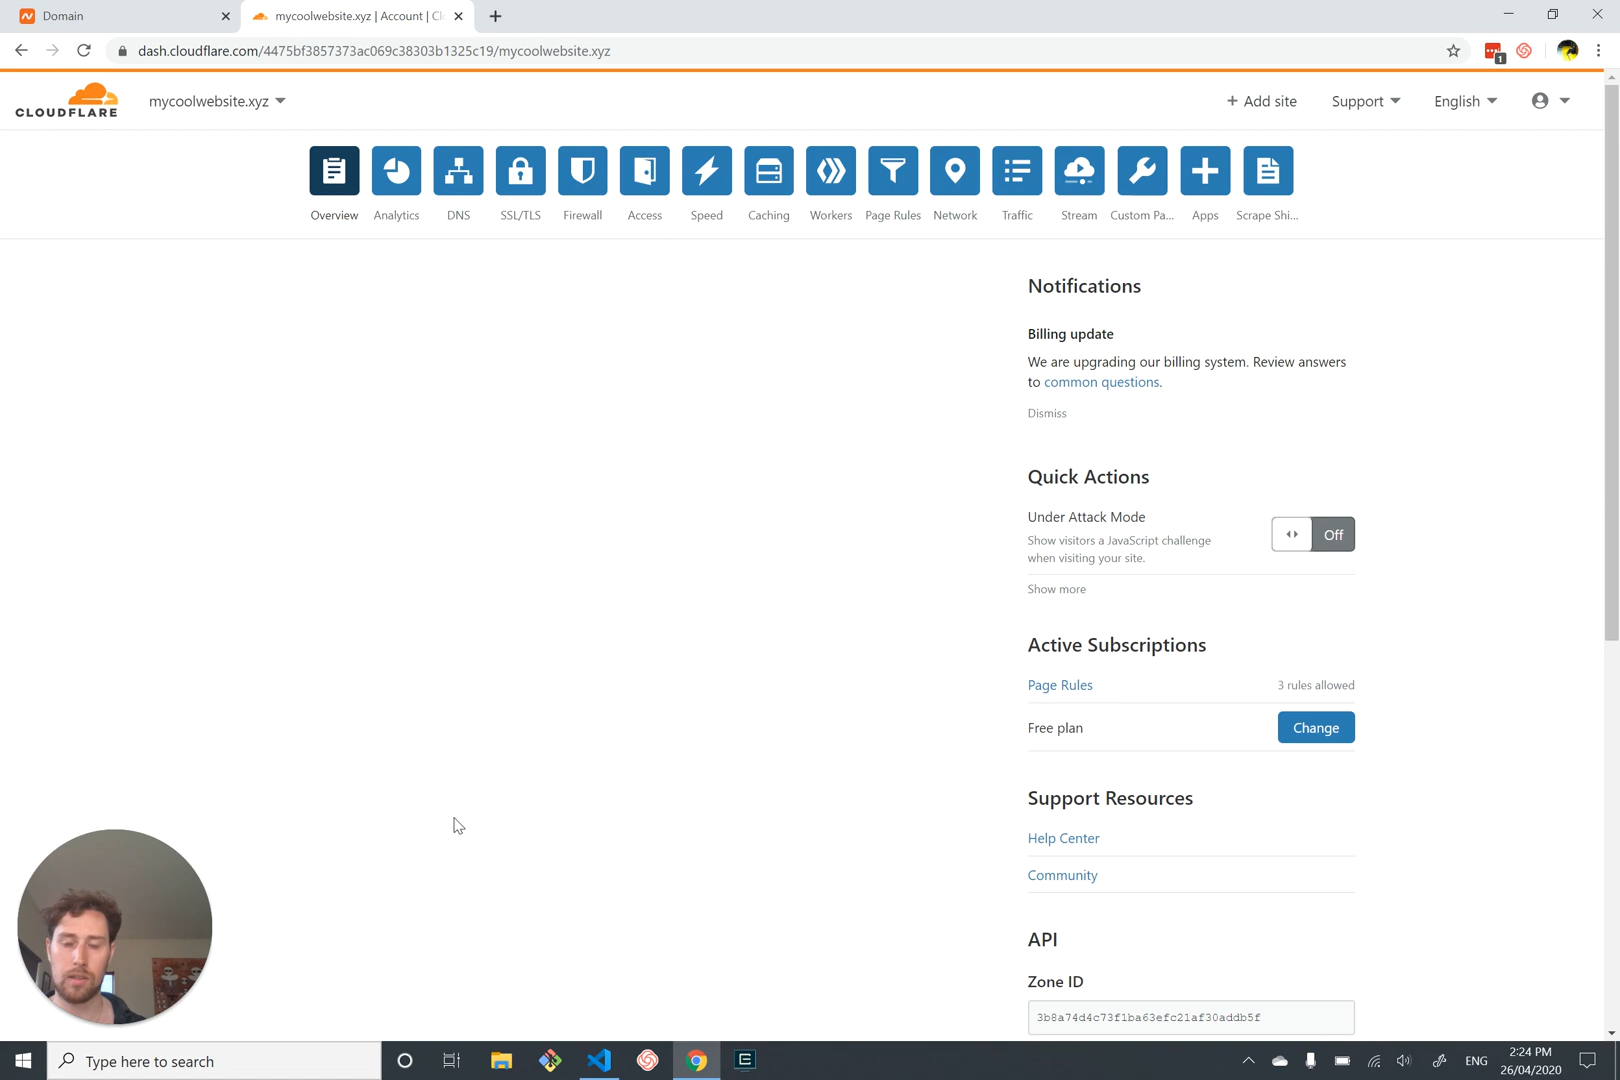 Domain
mycoolwebsite.xyz | Account | Cl
dash.cloudflare.com/4475bf3857373ac069c38303b1325c19/mycoolwebsite.xyz
1
CLOUDFLARE
mycoolwebsite.xyz
+ Add site
Support
English
Overview
Analytics
DNS
SSL/TLS
Firewall
Access
Speed
Caching
Workers
Page Rules
Network
Traffic
Stream
Custom Pa...
Apps
Scrape Shi...
Notifications
Billing update
We are upgrading our billing system. Review answers
to common questions.
Dismiss
Quick Actions
Under Attack Mode
Show visitors a JavaScript challenge
when visiting your site.
Off
Show more
Active Subscriptions
Page Rules
3 rules allowed
Free plan
Change
Support Resources
Help Center
Community
API
Zone ID
3b8a74d4c73f1ba63efc21af30addb5f
Type here to search
ENG
2:24 PM
26/04/2020